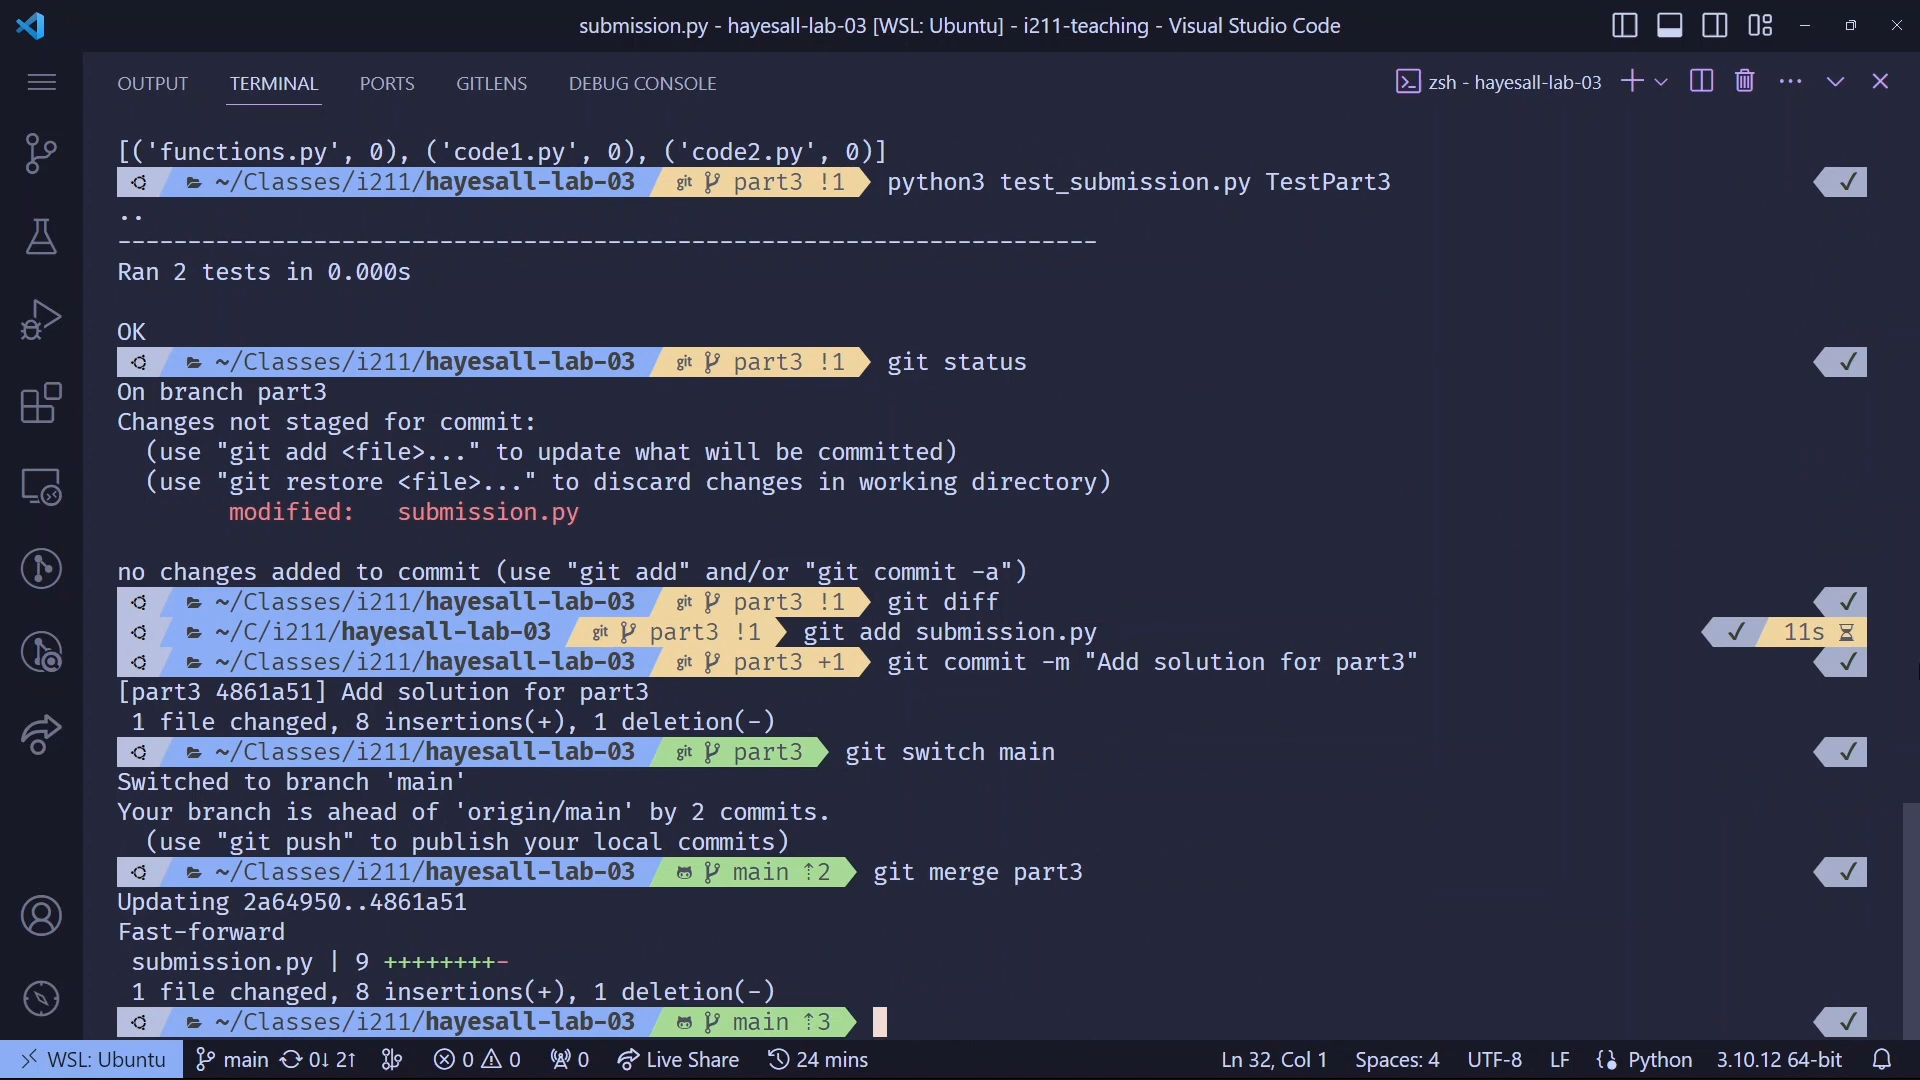 submission.py - hayesall-lab-03 [WSL: Ubuntu] - i211-teaching - Visual Studio Code
OUTPUT TERMINAL PORTS GITLENS DEBUG CONSOLE zsh - hayesall-lab-03
[('functions.py', 0), ('code1.py', 0), ('code2.py', 0)]
~/Classes/i211/hayesall-lab-03 git part3 !1 python3 test_submission.py TestPart3 ✓
..
----------------------------------------------------------------------
Ran 2 tests in 0.000s
OK
~/Classes/i211/hayesall-lab-03 git part3 !1 git status ✓
On branch part3
Changes not staged for commit:
(use "git add <file>..." to update what will be committed)
(use "git restore <file>..." to discard changes in working directory)
modified: submission.py
no changes added to commit (use "git add" and/or "git commit -a")
~/Classes/i211/hayesall-lab-03 git part3 !1 git diff ✓
~/C/i211/hayesall-lab-03 git part3 !1 git add submission.py ✓ 11s
~/Classes/i211/hayesall-lab-03 git part3 +1 git commit -m "Add solution for part3" ✓
[part3 4861a51] Add solution for part3
1 file changed, 8 insertions(+), 1 deletion(-)
~/Classes/i211/hayesall-lab-03 git part3 git switch main ✓
Switched to branch 'main'
Your branch is ahead of 'origin/main' by 2 commits.
(use "git push" to publish your local commits)
~/Classes/i211/hayesall-lab-03 main ⇡2 git merge part3 ✓
Updating 2a64950..4861a51
Fast-forward
submission.py | 9 ++++++++-
1 file changed, 8 insertions(+), 1 deletion(-)
~/Classes/i211/hayesall-lab-03 main ⇡3 ✓
WSL: Ubuntu main 0↓ 2↑ 0 0 0 Live Share 24 mins Ln 32, Col 1 Spaces: 4 UTF-8 LF Python 3.10.12 64-bit